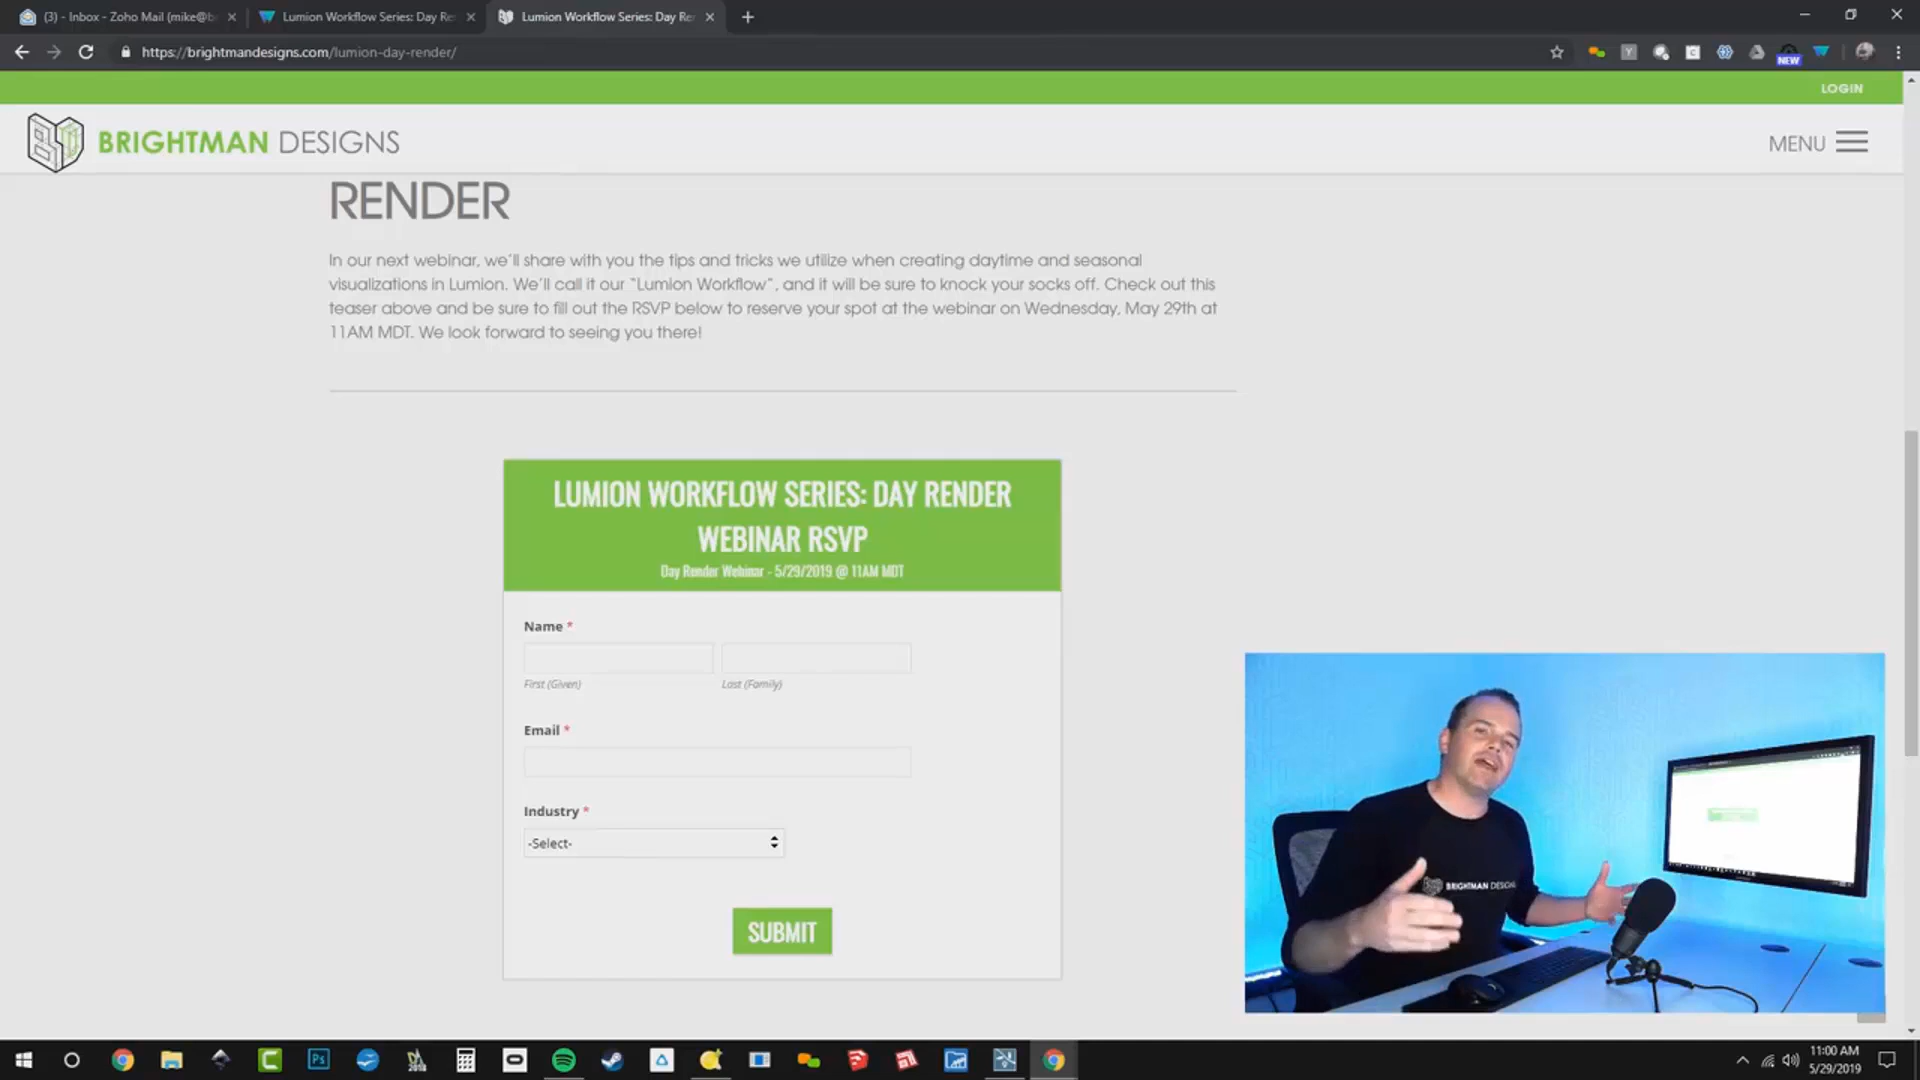 (3) - Inbox - Zoho Mail (mike@b
Lumion Workflow Series: Day Re
Lumion Workflow Series: Day Rer
https://brightmandesigns.com/lumion-day-render/
NEW
LOGIN
BRIGHTMAN DESIGNS
MENU
RENDER
In our next webinar, we'll share with you the tips and tricks we utilize when creating daytime and seasonal
visualizations in Lumion. We'll call it our "Lumion Workflow", and it will be sure to knock your socks off. Check out this
teaser above and be sure to fill out the RSVP below to reserve your spot at the webinar on Wednesday, May 29th at
11AM MDT. We look forward to seeing you there!
LUMION WORKFLOW SERIES: DAY RENDER
WEBINAR RSVP
Day Render Webinar - 5/29/2019 @ 11AM MDT
Name *
First (Given)
Last (Family)
Email *
Industry *
-Select-
SUBMIT
BRIGHTMAN DESIGNS
Ps
11:00 AM
5/29/2019